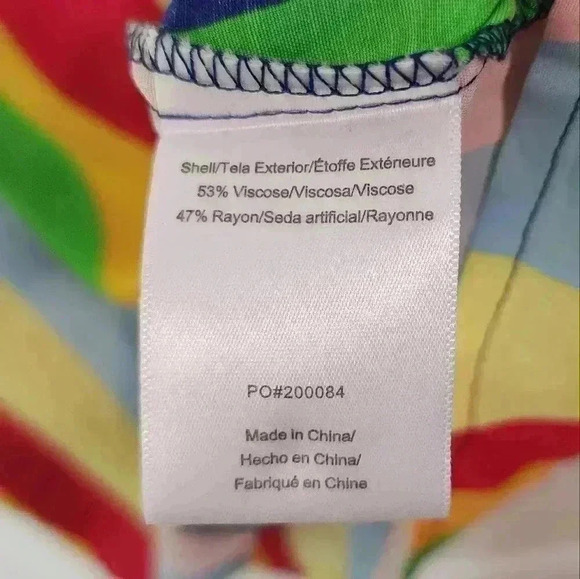 Shell/Tela Exterior/Étoffe Extérieure
53% Viscose/Viscosa/Viscose
47% Rayon/Seda artificial/Rayonne
PO#200084
Made in China/
Hecho en China/
Fabriqué en Chine